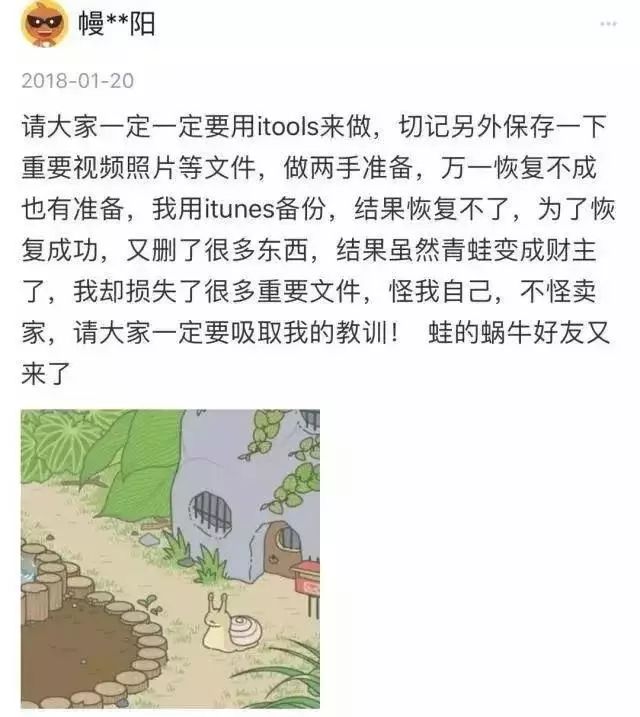 幔**阳
2018-01-20
请大家一定一定要用itools来做，切记另外保存一下
重要视频照片等文件，做两手准备，万一恢复不成
也有准备，我用itunes备份，结果恢复不了，为了恢
复成功，又删了很多东西，结果虽然青蛙变成财主
了，我却损失了很多重要文件，怪我自己，不怪卖
家，请大家一定要吸取我的教训！ 蛙的蜗牛好友又
来了